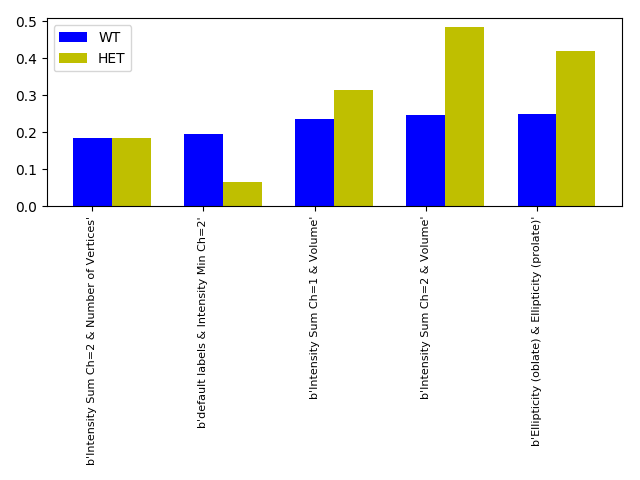 0.5
0.4
0.3
0.2
0.1
0.0
WT
HET
b'Intensity Sum Ch=2 & Number of Vertices'
b'default labels & Intensity Min Ch=2'
b'Intensity Sum Ch=1 & Volume'
b'Intensity Sum Ch=2 & Volume'
b'Ellipticity (oblate) & Ellipticity (prolate)'